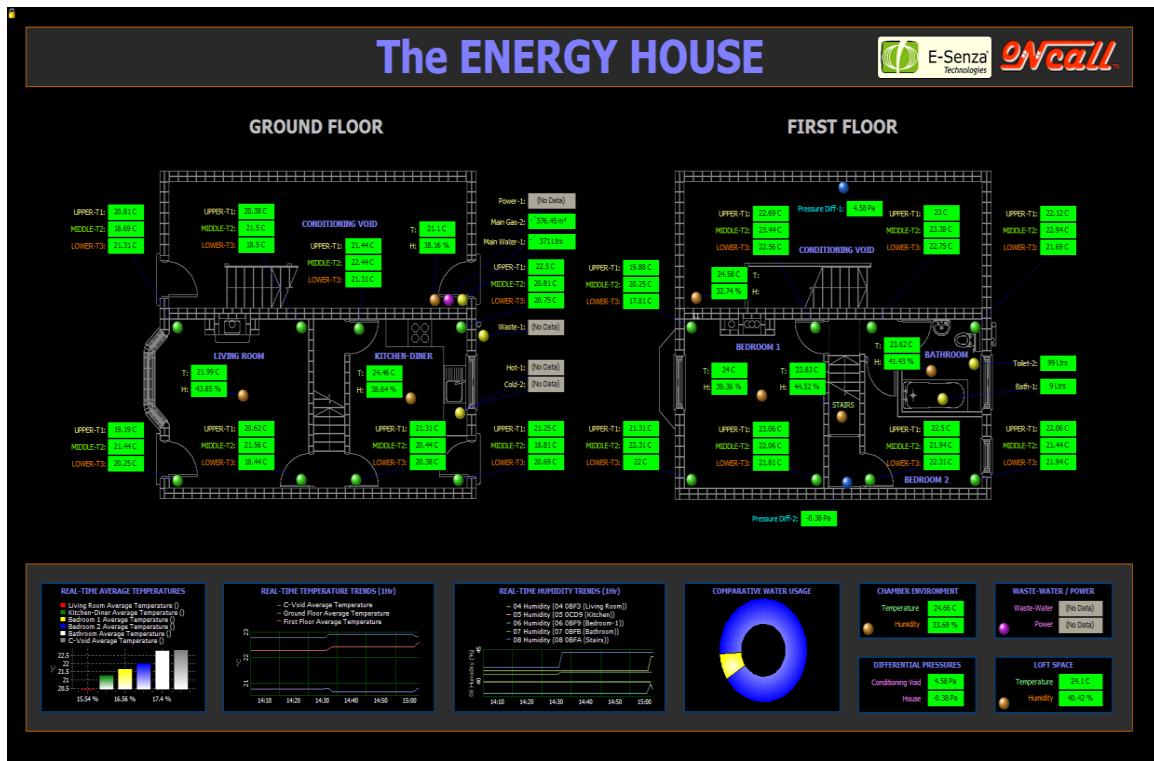 The ENERGY HOUSE
E-Senza
Technologies
ONcall
GROUND FLOOR
FIRST FLOOR
UPPER-T1: 20.81 C
MIDDLE-T2: 18.69 C
LOWER-T3: 21.31 C
UPPER-T1: 20.38 C
MIDDLE-T2: 21.5 C
LOWER-T3: 18.5 C
CONDITIONING VOID
UPPER-T1: 21.44 C
MIDDLE-T2: 22.44 C
LOWER-T3: 21.31 C
T: 21.1 C
H: 38.16 %
Power-1: (No Data)
Main Gas-2: 376.45 m³
Main Water-1: 371 Ltrs
UPPER-T1: 22.5 C
MIDDLE-T2: 20.81 C
LOWER-T3: 20.75 C
Waste-1: (No Data)
Hot-1: (No Data)
Cold-2: (No Data)
LIVING ROOM
T: 21.99 C
H: 43.85 %
KITCHEN-DINER
T: 24.46 C
H: 38.64 %
UPPER-T1: 19.19 C
MIDDLE-T2: 21.44 C
LOWER-T3: 20.25 C
UPPER-T1: 20.62 C
MIDDLE-T2: 21.56 C
LOWER-T3: 18.44 C
UPPER-T1: 21.31 C
MIDDLE-T2: 20.44 C
LOWER-T3: 20.38 C
UPPER-T1: 21.25 C
MIDDLE-T2: 18.81 C
LOWER-T3: 20.69 C
UPPER-T1: 19.88 C
MIDDLE-T2: 20.25 C
LOWER-T3: 17.81 C
UPPER-T1: 22.69 C
MIDDLE-T2: 23.44 C
LOWER-T3: 22.56 C
Pressure Diff-1: 4.58 Pa
CONDITIONING VOID
UPPER-T1: 23 C
MIDDLE-T2: 23.38 C
LOWER-T3: 22.75 C
UPPER-T1: 22.12 C
MIDDLE-T2: 22.94 C
LOWER-T3: 21.69 C
24.58 C T:
32.74 % H:
BEDROOM 1
T: 24 C
H: 39.36 %
T: 22.83 C
H: 44.52 %
STAIRS
T: 23.62 C
H: 41.43 %
BATHROOM
Toilet-2: 99 Ltrs
Bath-1: 9 Ltrs
UPPER-T1: 21.31 C
MIDDLE-T2: 22.31 C
LOWER-T3: 22 C
UPPER-T1: 23.06 C
MIDDLE-T2: 22.06 C
LOWER-T3: 21.81 C
UPPER-T1: 22.5 C
MIDDLE-T2: 21.94 C
LOWER-T3: 22.31 C
BEDROOM 2
UPPER-T1: 22.06 C
MIDDLE-T2: 21.44 C
LOWER-T3: 21.94 C
Pressure Diff-2: -0.38 Pa
REAL-TIME AVERAGE TEMPERATURES
Living Room Average Temperature ()
Kitchen-Diner Average Temperature ()
Bedroom 1 Average Temperature ()
Bedroom 2 Average Temperature ()
Bathroom Average Temperature ()
C-Void Average Temperature ()
°C
22.5
22
21.5
21
20.5
15.54 % 16.56 % 17.4 %
REAL-TIME TEMPERATURE TRENDS (1Hr)
C-Void Average Temperature
Ground Floor Average Temperature
First Floor Average Temperature
°C
23
22
21
14:10 14:20 14:30 14:40 14:50 15:00
REAL-TIME HUMIDITY TRENDS (1Hr)
04 Humidity (04 0BF3 (Living Room))
05 Humidity (05 0CD9 (Kitchen))
06 Humidity (06 0BF9 (Bedroom-1))
07 Humidity (07 0BFB (Bathroom))
08 Humidity (08 0BFA (Stairs))
08 Humidity (%)
45
40
14:10 14:20 14:30 14:40 14:50 15:00
COMPARATIVE WATER USAGE
CHAMBER ENVIRONMENT
Temperature 24.66 C
Humidity 33.69 %
WASTE-WATER / POWER
Waste-Water (No Data)
Power (No Data)
DIFFERENTIAL PRESSURES
Conditioning Void 4.58 Pa
House -0.38 Pa
LOFT SPACE
Temperature 24.1 C
Humidity 40.42 %